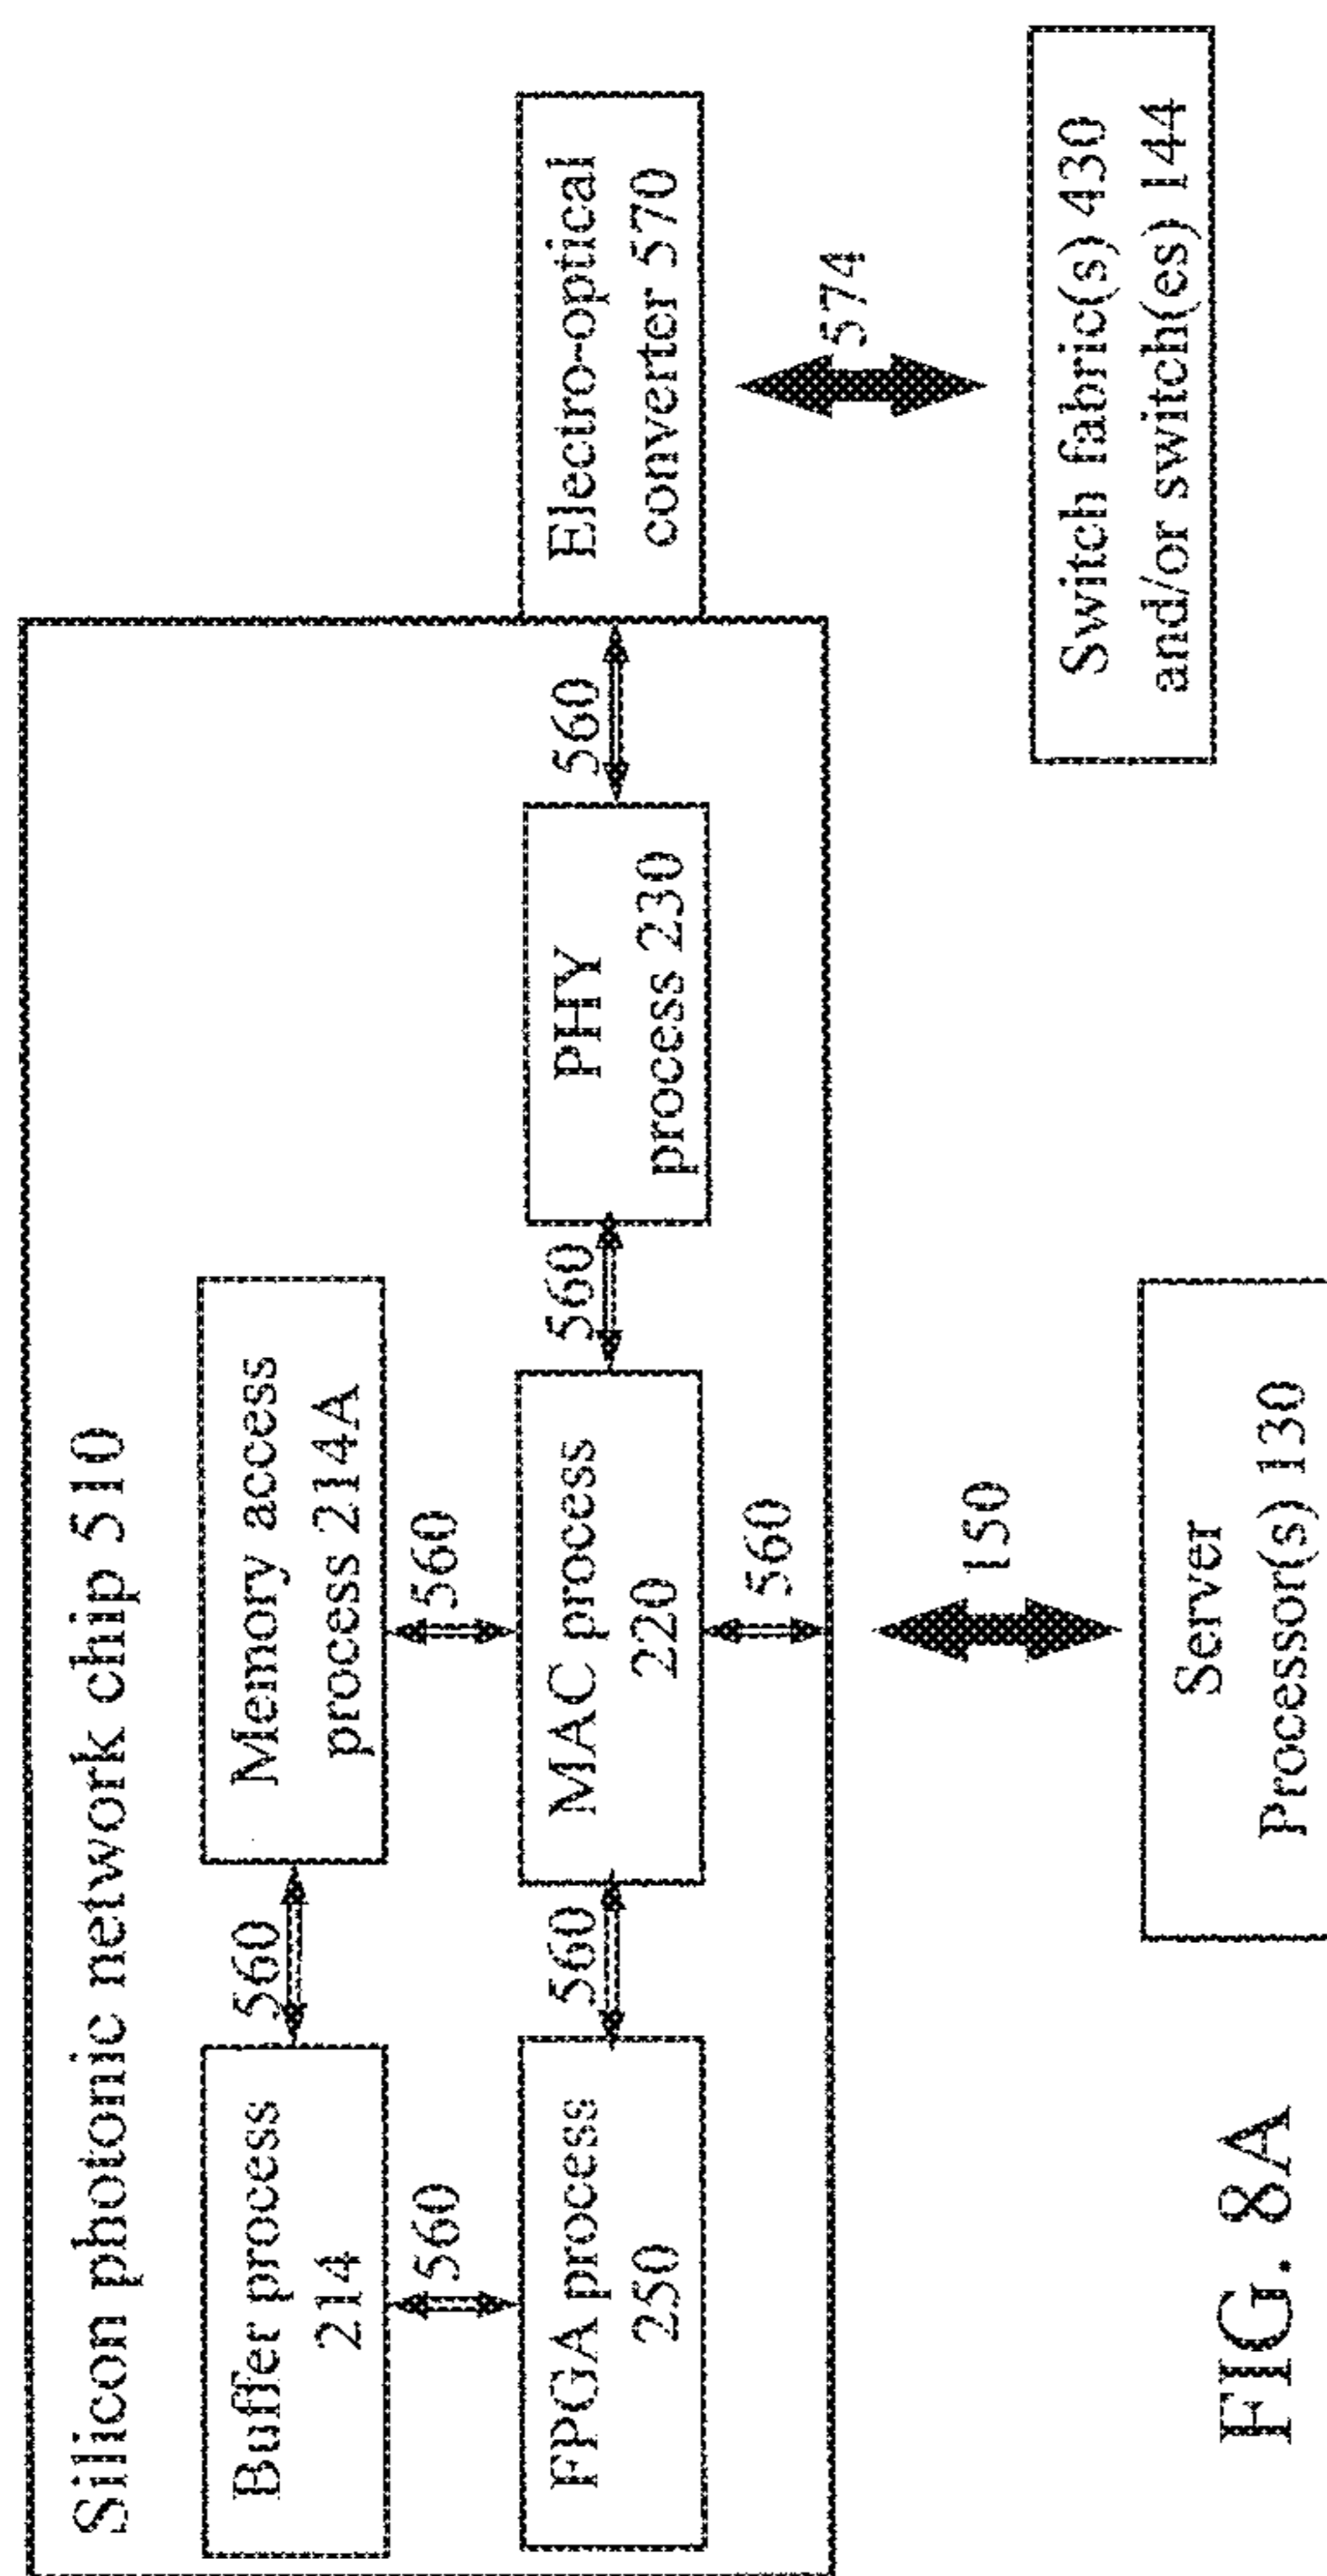 Silicon photonic network chip 510
Buffer process
214
560
Memory access
process 214A
560
560
FPGA process
250
560
MAC process
220
560
PHY
process 230
560
Electro-optical
converter 570
560
150
574
Server
Processor(s) 130
Switch fabric(s) 430
and/or switch(es) 144
FIG. 8A